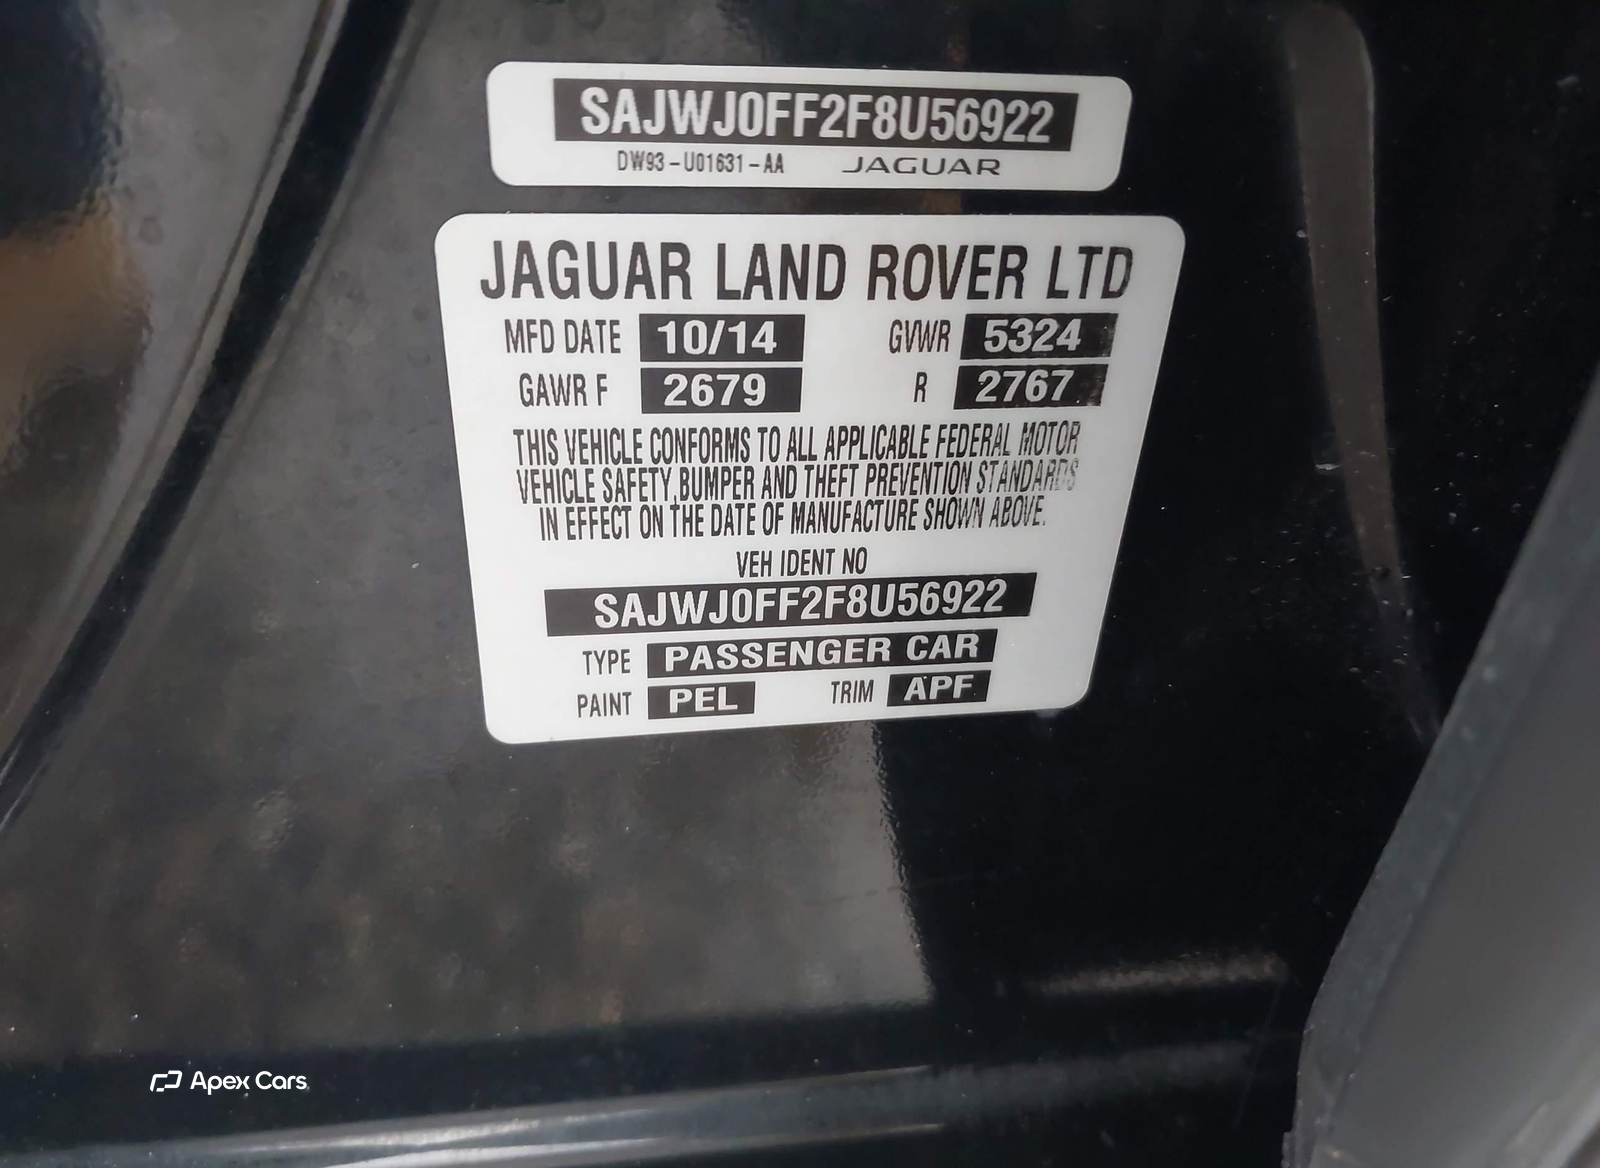 SAJWJ0FF2F8U56922
DW93-U01631-AA JAGUAR
JAGUAR LAND ROVER LTD
MFD DATE 10/14 GVWR 5324
GAWR F 2679 R 2767
THIS VEHICLE CONFORMS TO ALL APPLICABLE FEDERAL MOTOR
VEHICLE SAFETY,BUMPER AND THEFT PREVENTION STANDARDS
IN EFFECT ON THE DATE OF MANUFACTURE SHOWN ABOVE.
VEH IDENT NO
SAJWJ0FF2F8U56922
TYPE PASSENGER CAR
PAINT PEL TRIM APF
Apex Cars